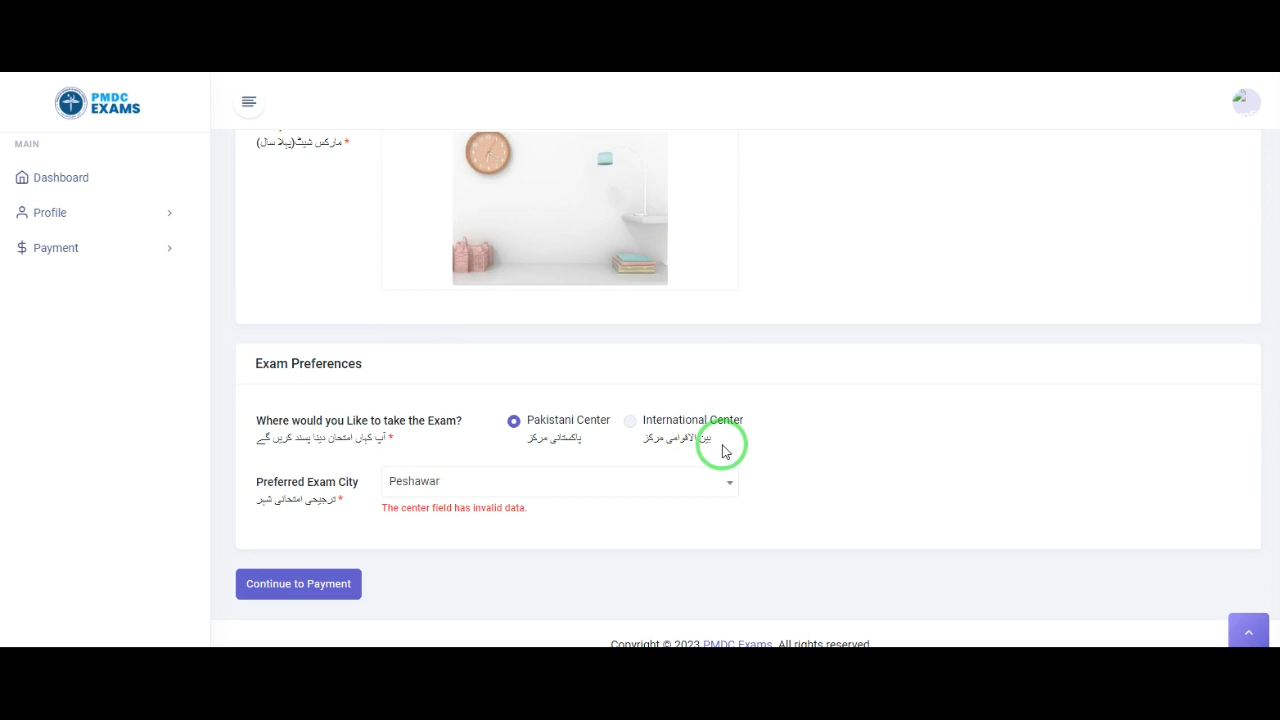 PMDC
EXAMS
MAIN
Dashboard
Profile
Payment
مارکس شیٹ(پہلا سال) *
Exam Preferences
Where would you Like to take the Exam?
آپ کہاں امتحان دینا پسند کریں گے *
Pakistani Center
پاکستانی مرکز
International Center
بین الاقوامی مرکز
Preferred Exam City
ترجیحی امتحانی شہر *
Peshawar
The center field has invalid data.
Continue to Payment
Copyright © 2023 PMDC Exams. All rights reserved